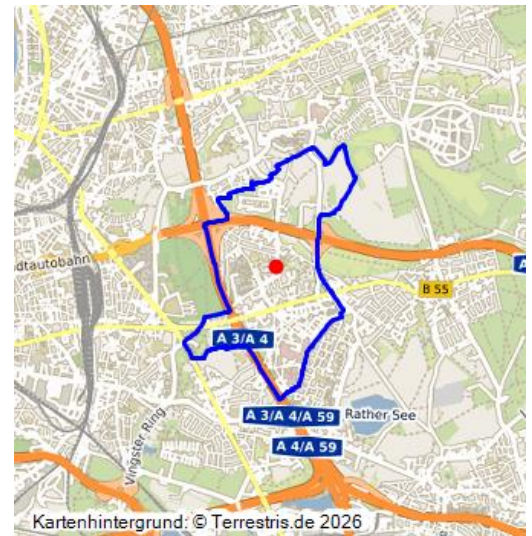 dtautobahn
A
B 55
A 3/A 4
A 3/A 4/A 59
Rather See
A 4/A 59
Vingster Ring
Kartenhintergrund: © Terrestris.de 2026